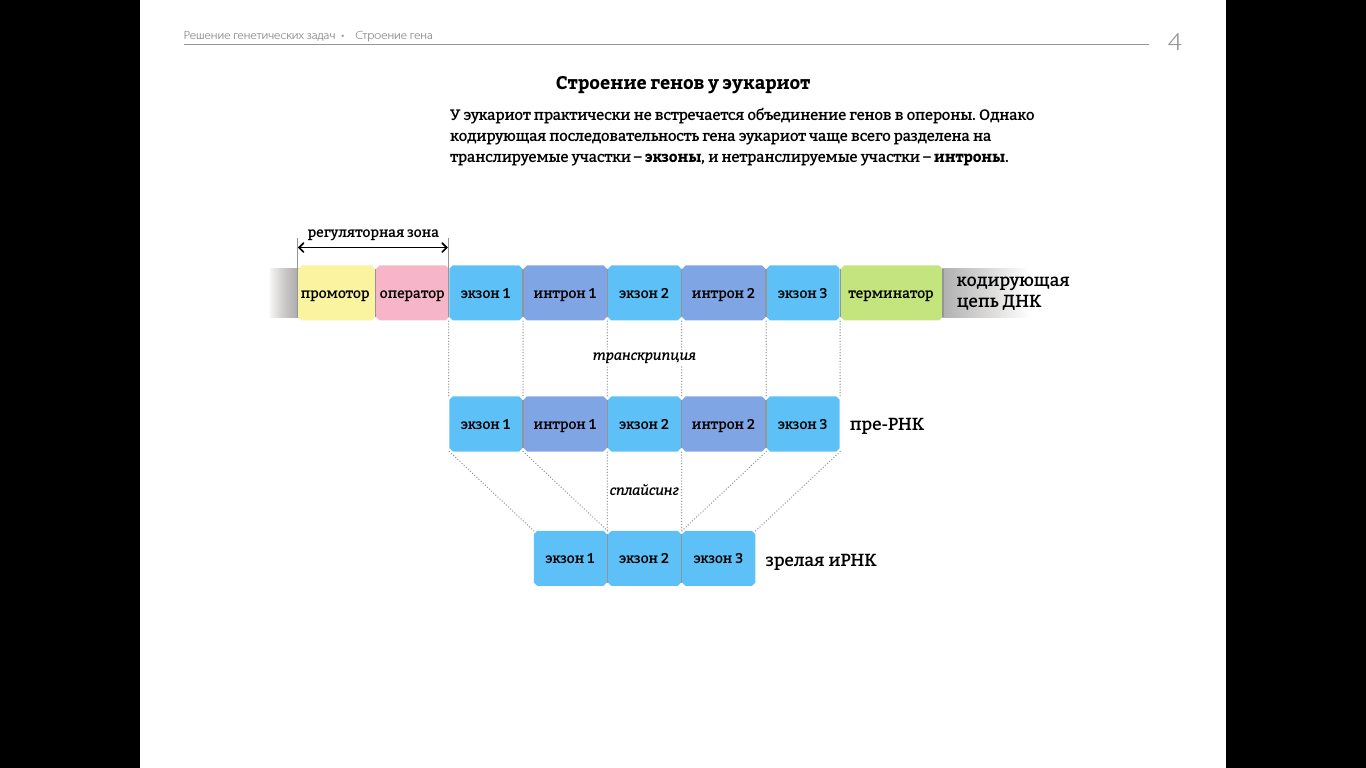 Решение генетических задач • Строение гена
4
Строение генов у эукариот
У эукариот практически не встречается объединение генов в опероны. Однако
кодирующая последовательность гена эукариот чаще всего разделена на
транслируемые участки – экзоны, и нетранслируемые участки – интроны.
регуляторная зона
промотор оператор экзон 1 интрон 1 экзон 2 интрон 2 экзон 3 терминатор
кодирующая
цепь ДНК
транскрипция
экзон 1 интрон 1 экзон 2 интрон 2 экзон 3 пре-РНК
сплайсинг
экзон 1 экзон 2 экзон 3 зрелая иРНК